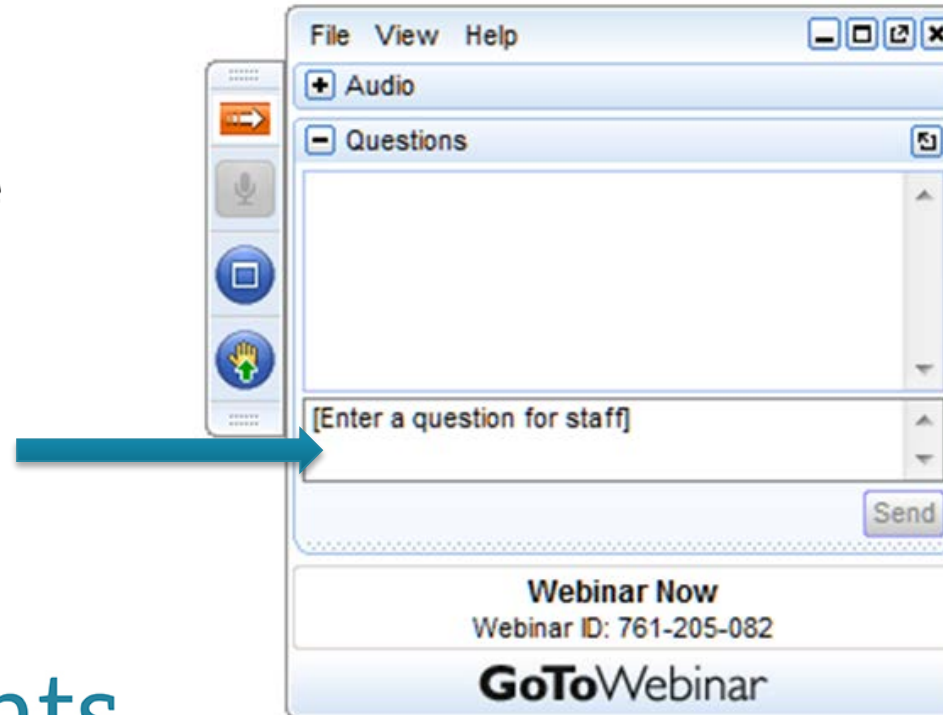 File View Help
Audio
Questions
[Enter a question for staff]
Send
Webinar Now
Webinar ID: 761-205-082
GoToWebinar